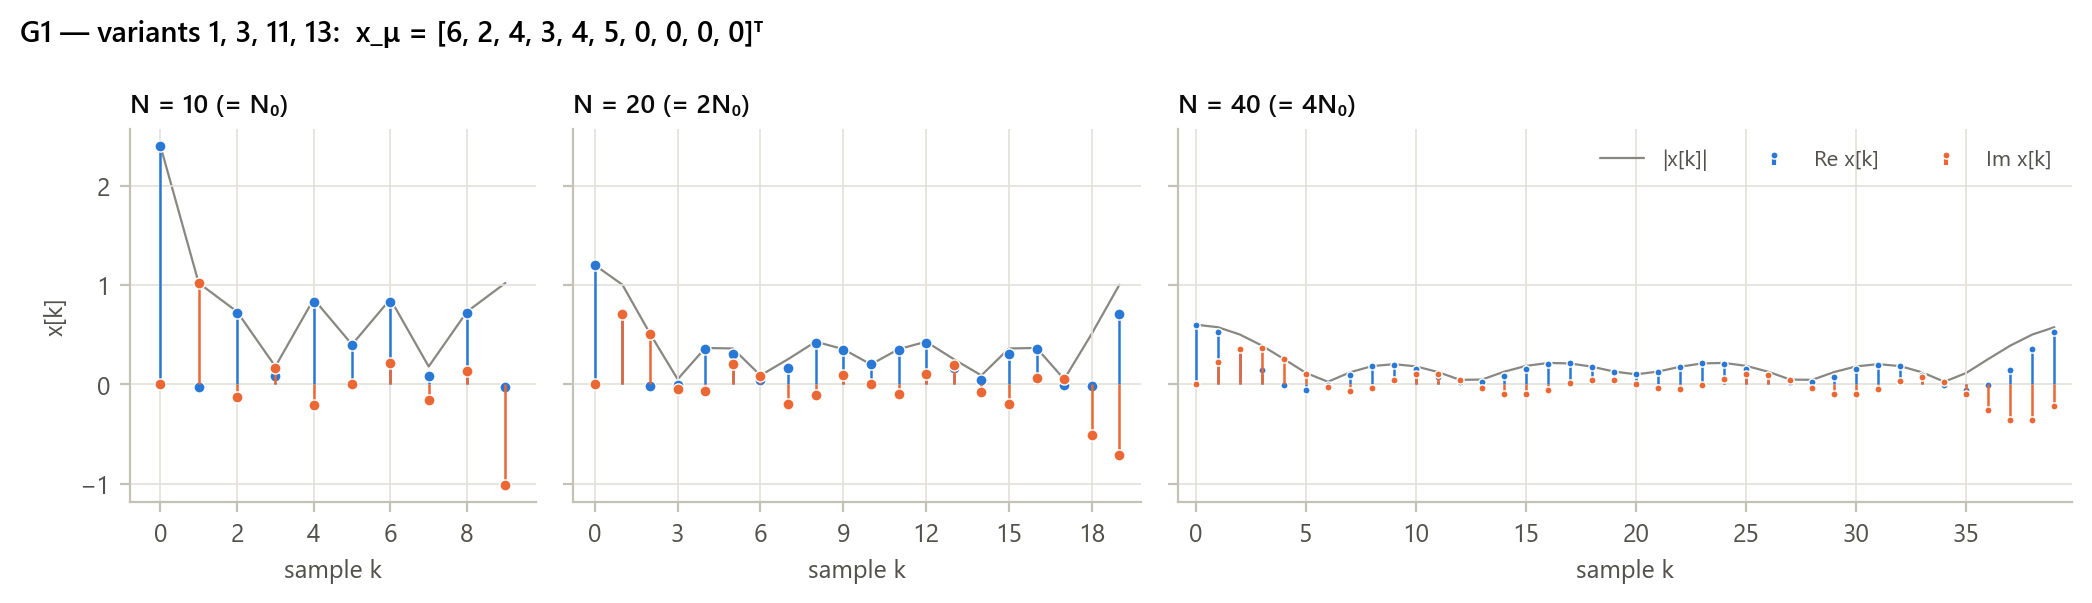 G1 — variants 1, 3, 11, 13:  x_μ = [6, 2, 4, 3, 4, 5, 0, 0, 0, 0]ᵀ
N = 10 (= N₀)
N = 20 (= 2N₀)
N = 40 (= 4N₀)
|x[k]|
Re x[k]
Im x[k]
x[k]
2
1
0
−1
0 2 4 6 8
0 3 6 9 12 15 18
0 5 10 15 20 25 30 35
sample k
sample k
sample k